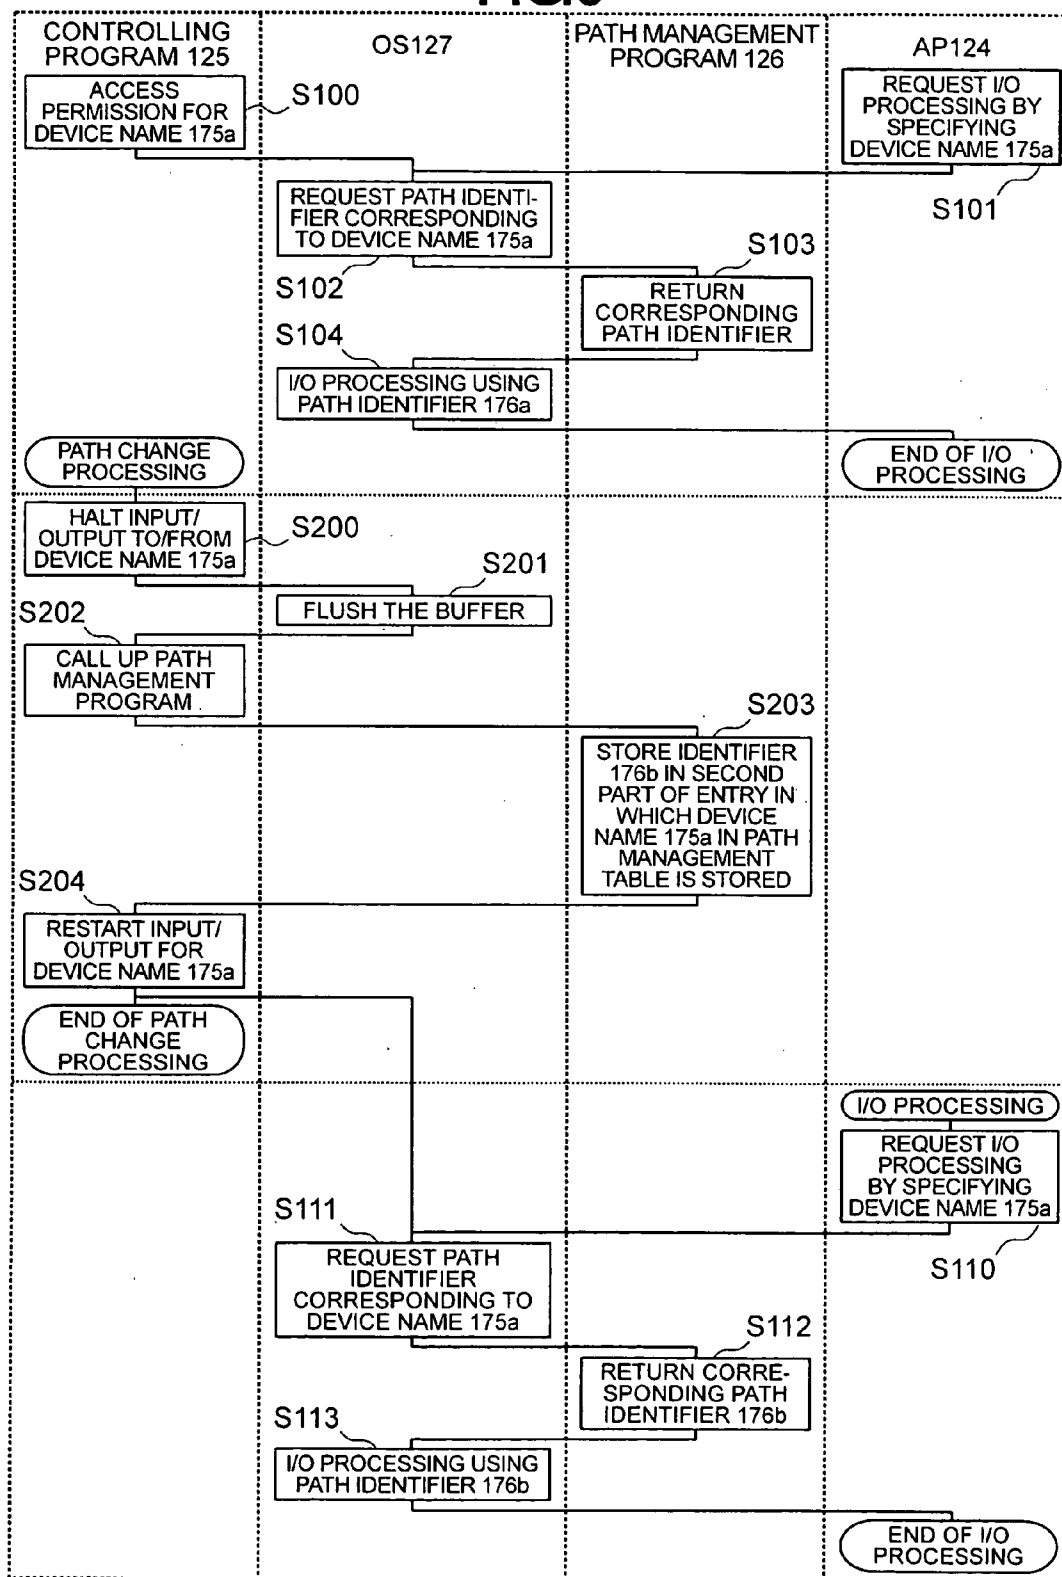 CONTROLLING
PROGRAM 125
OS127
PATH MANAGEMENT
PROGRAM 126
AP124
ACCESS
PERMISSION FOR
DEVICE NAME 175a
S100
REQUEST I/O
PROCESSING BY
SPECIFYING
DEVICE NAME 175a
S101
REQUEST PATH IDENTI-
FIER CORRESPONDING
TO DEVICE NAME 175a
S102
S103
RETURN
CORRESPONDING
PATH IDENTIFIER
S104
I/O PROCESSING USING
PATH IDENTIFIER 176a
PATH CHANGE
PROCESSING
END OF I/O
PROCESSING
HALT INPUT/
OUTPUT TO/FROM
DEVICE NAME 175a
S200
S201
FLUSH THE BUFFER
S202
CALL UP PATH
MANAGEMENT
PROGRAM
S203
STORE IDENTIFIER
176b IN SECOND
PART OF ENTRY IN
WHICH DEVICE
NAME 175a IN PATH
MANAGEMENT
TABLE IS STORED
S204
RESTART INPUT/
OUTPUT FOR
DEVICE NAME 175a
END OF PATH
CHANGE
PROCESSING
I/O PROCESSING
REQUEST I/O
PROCESSING
BY SPECIFYING
DEVICE NAME 175a
S110
S111
REQUEST PATH
IDENTIFIER
CORRESPONDING TO
DEVICE NAME 175a
S112
RETURN CORRE-
SPONDING PATH
IDENTIFIER 176b
S113
I/O PROCESSING USING
PATH IDENTIFIER 176b
END OF I/O
PROCESSING